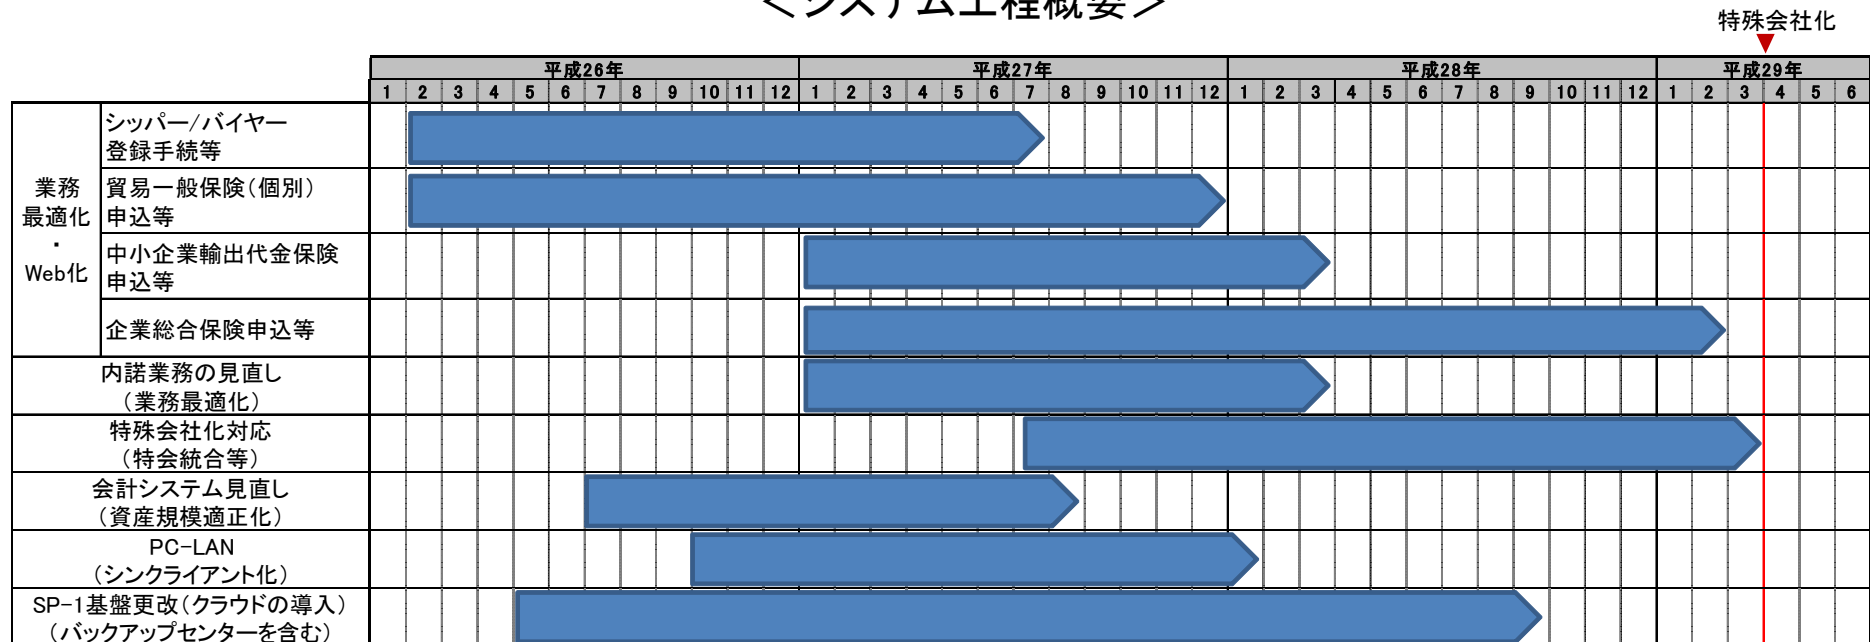 ＜システム工程概要＞
特殊会社化
平成26年 平成27年 平成28年 平成29年
1 2 3 4 5 6 7 8 9 10 11 12 1 2 3 4 5 6 7 8 9 10 11 12 1 2 3 4 5 6 7 8 9 10 11 12 1 2 3 4 5 6
業務
最適化
・
Web化
シッパー/バイヤー
登録手続等
貿易一般保険（個別）
申込等
中小企業輸出代金保険
申込等
企業総合保険申込等
内諾業務の見直し
（業務最適化）
特殊会社化対応
（特会統合等）
会計システム見直し
（資産規模適正化）
PC-LAN
（シンクライアント化）
SP-1基盤更改（クラウドの導入）
（バックアップセンターを含む）